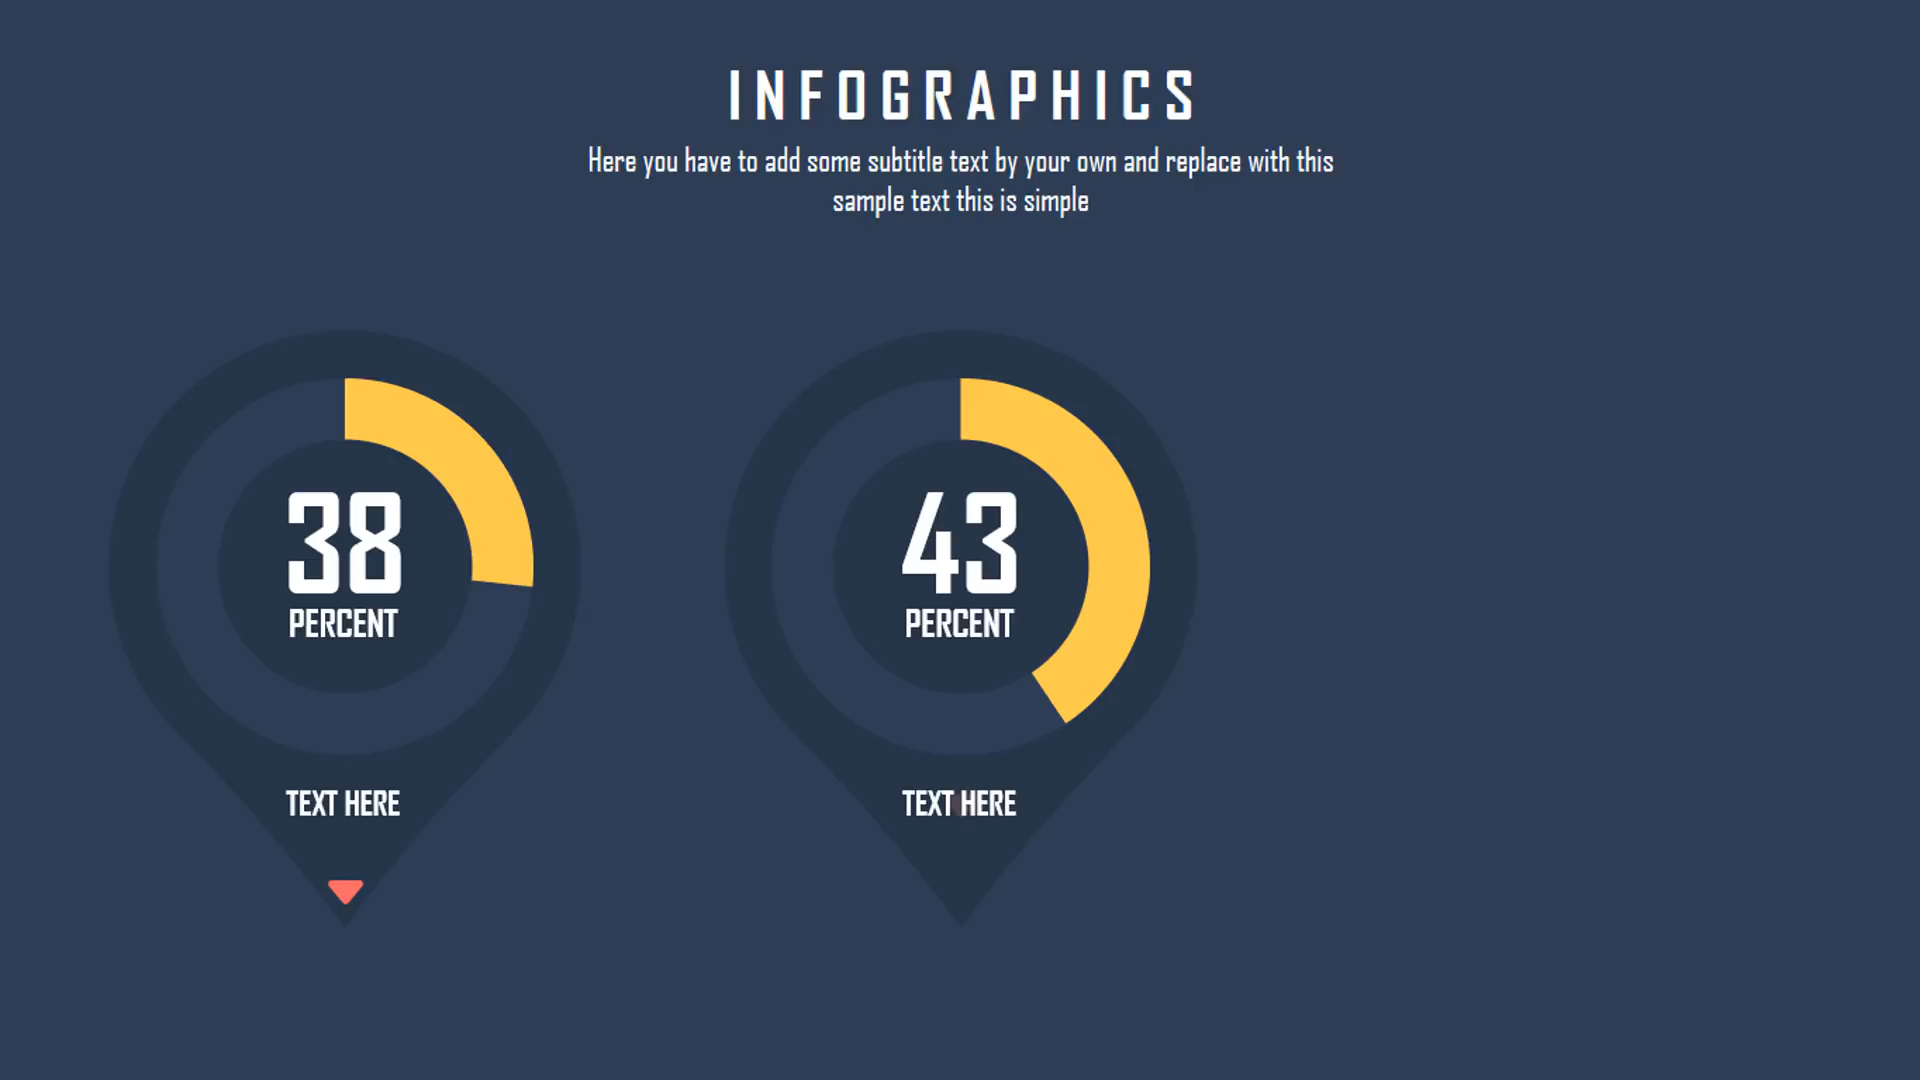 INFOGRAPHICS
Here you have to add some subtitle text by your own and replace with this
sample text this is simple
38
PERCENT
TEXT HERE
43
PERCENT
TEXT HERE